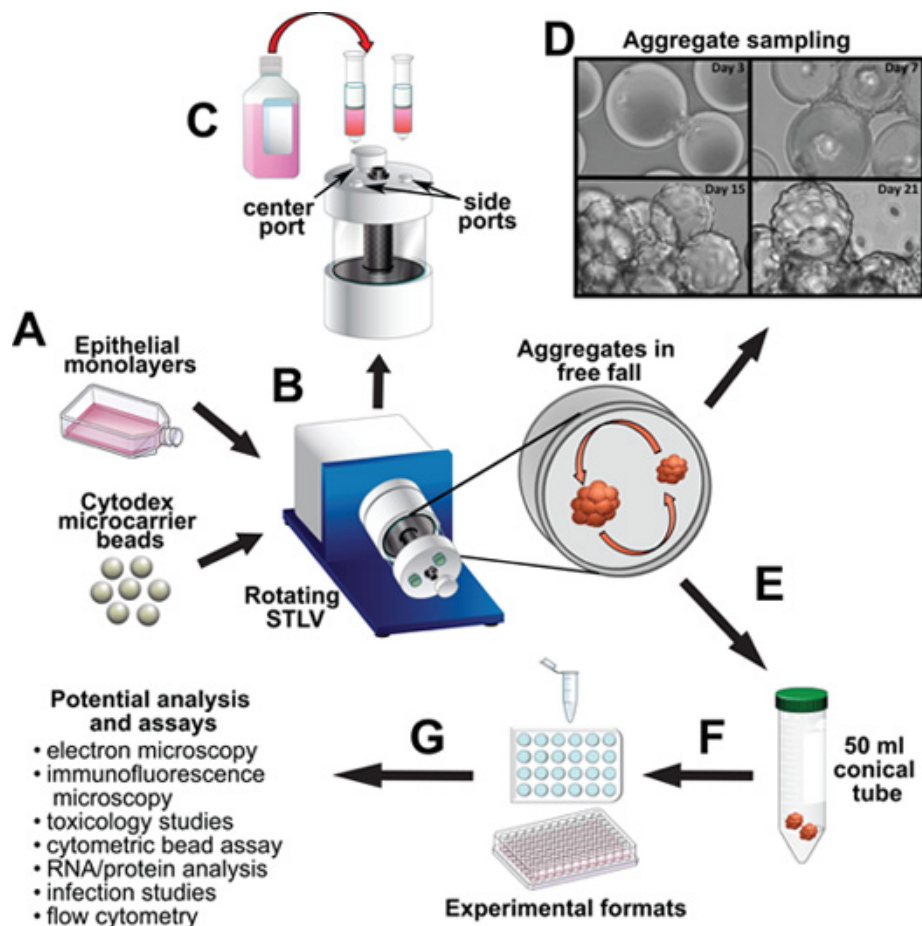 C
center
port
side
ports
D
Aggregate sampling
Day 3
Day 7
Day 15
Day 21
A
Epithelial
monolayers
Cytodex
microcarrier
beads
B
Rotating
STLV
Aggregates in
free fall
E
50 ml
conical
tube
F
Experimental formats
G
Potential analysis
and assays
• electron microscopy
• immunofluorescence
microscopy
• toxicology studies
• cytometric bead assay
• RNA/protein analysis
• infection studies
• flow cytometry